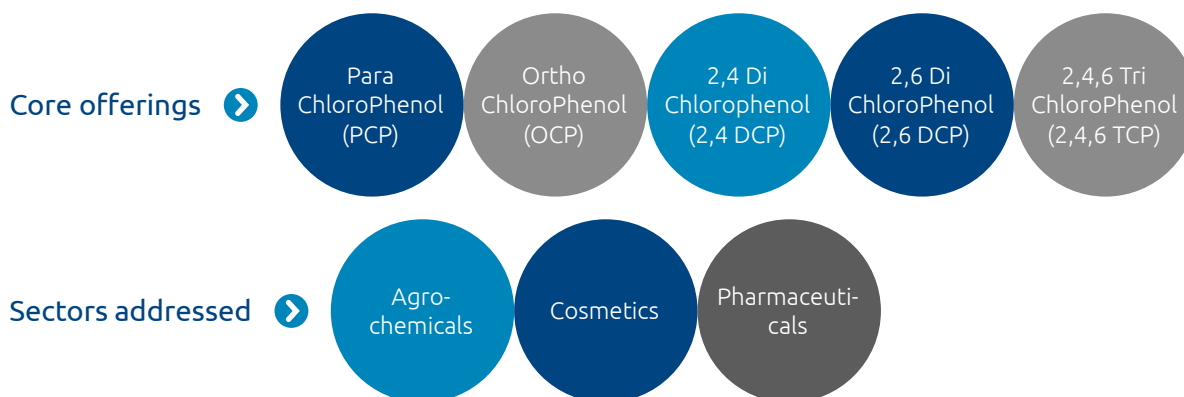 Core offerings
Para
ChloroPhenol
(PCP)
Ortho
ChloroPhenol
(OCP)
2,4 Di
Chlorophenol
(2,4 DCP)
2,6 Di
ChloroPhenol
(2,6 DCP)
2,4,6 Tri
ChloroPhenol
(2,4,6 TCP)
Sectors addressed
Agro-
chemicals
Cosmetics
Pharmaceuti-
cals